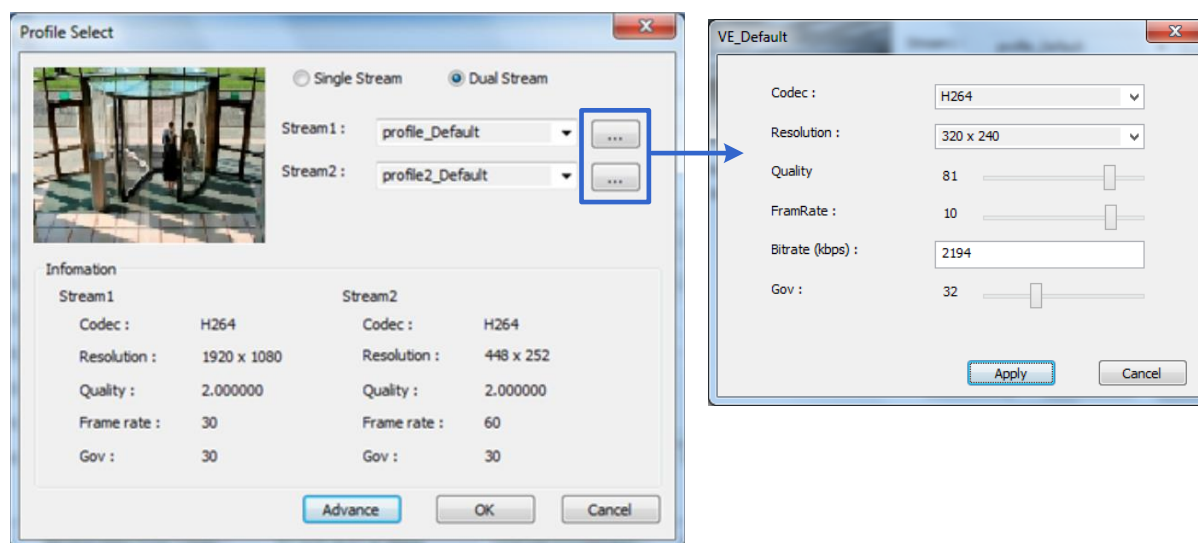 Profile Select
Single Stream Dual Stream
Stream1 : profile_Default ...
Stream2 : profile2_Default ...
Infomation
Stream1 Stream2
Codec : H264 Codec : H264
Resolution : 1920 x 1080 Resolution : 448 x 252
Quality : 2.000000 Quality : 2.000000
Frame rate : 30 Frame rate : 60
Gov : 30 Gov : 30
Advance OK Cancel
VE_Default
Codec : H264
Resolution : 320 x 240
Quality 81
FramRate : 10
Bitrate (kbps) : 2194
Gov : 32
Apply Cancel